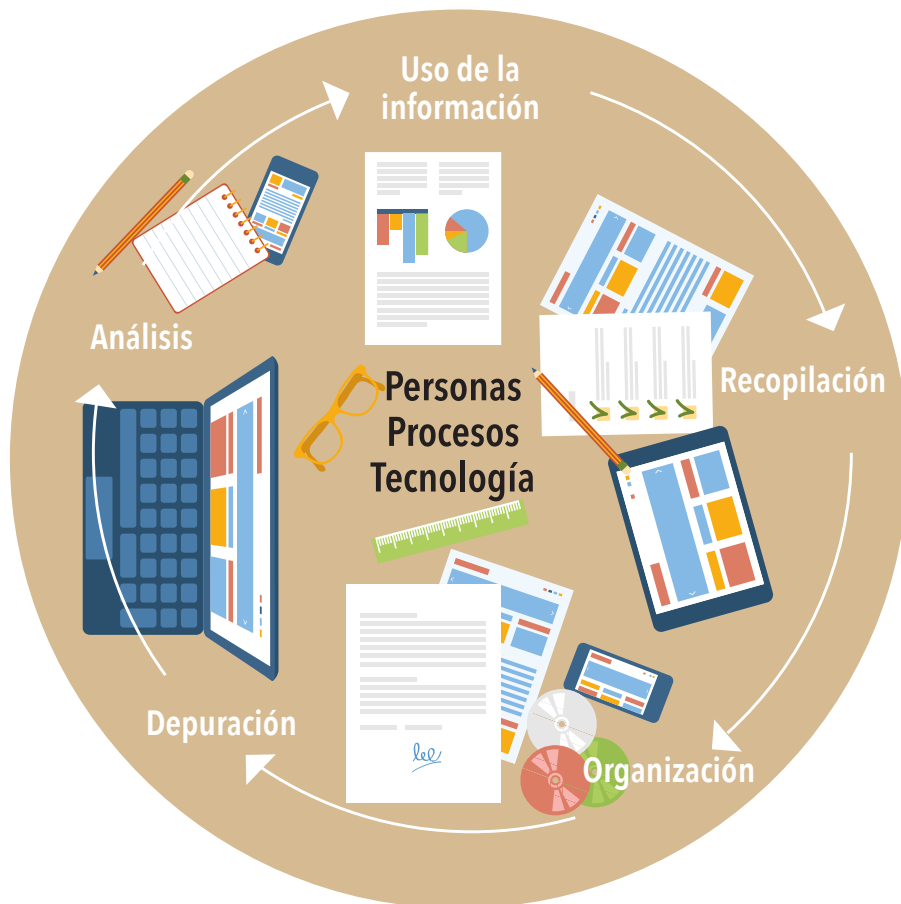 Uso de la
información
Recopilación
Organización
Depuración
Análisis
Personas
Procesos
Tecnología